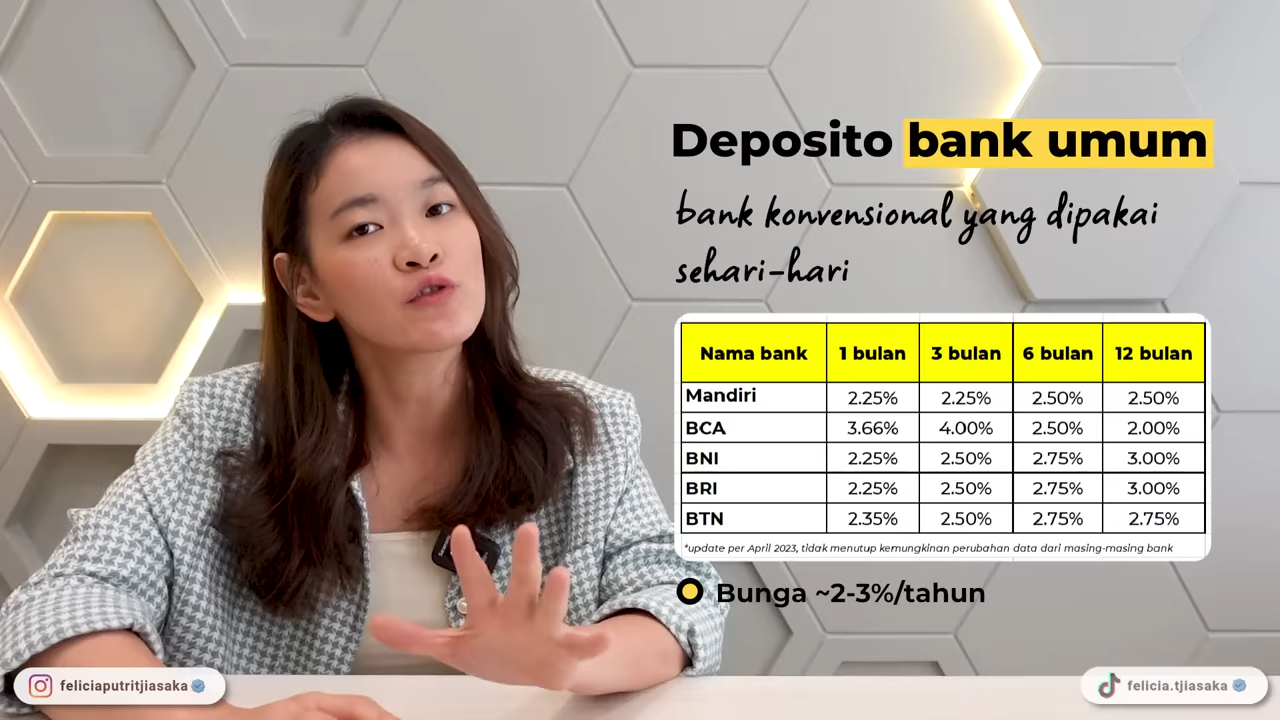 Deposito bank umum
bank konvensional yang dipakai
sehari-hari
Nama bank 1 bulan 3 bulan 6 bulan 12 bulan
Mandiri 2.25% 2.25% 2.50% 2.50%
BCA 3.66% 4.00% 2.50% 2.00%
BNI 2.25% 2.50% 2.75% 3.00%
BRI 2.25% 2.50% 2.75% 3.00%
BTN 2.35% 2.50% 2.75% 2.75%
*update per April 2023, tidak menutup kemungkinan perubahan data dari masing-masing bank
Bunga ~2-3%/tahun
feliciaputritjiasaka
felicia.tjiasaka